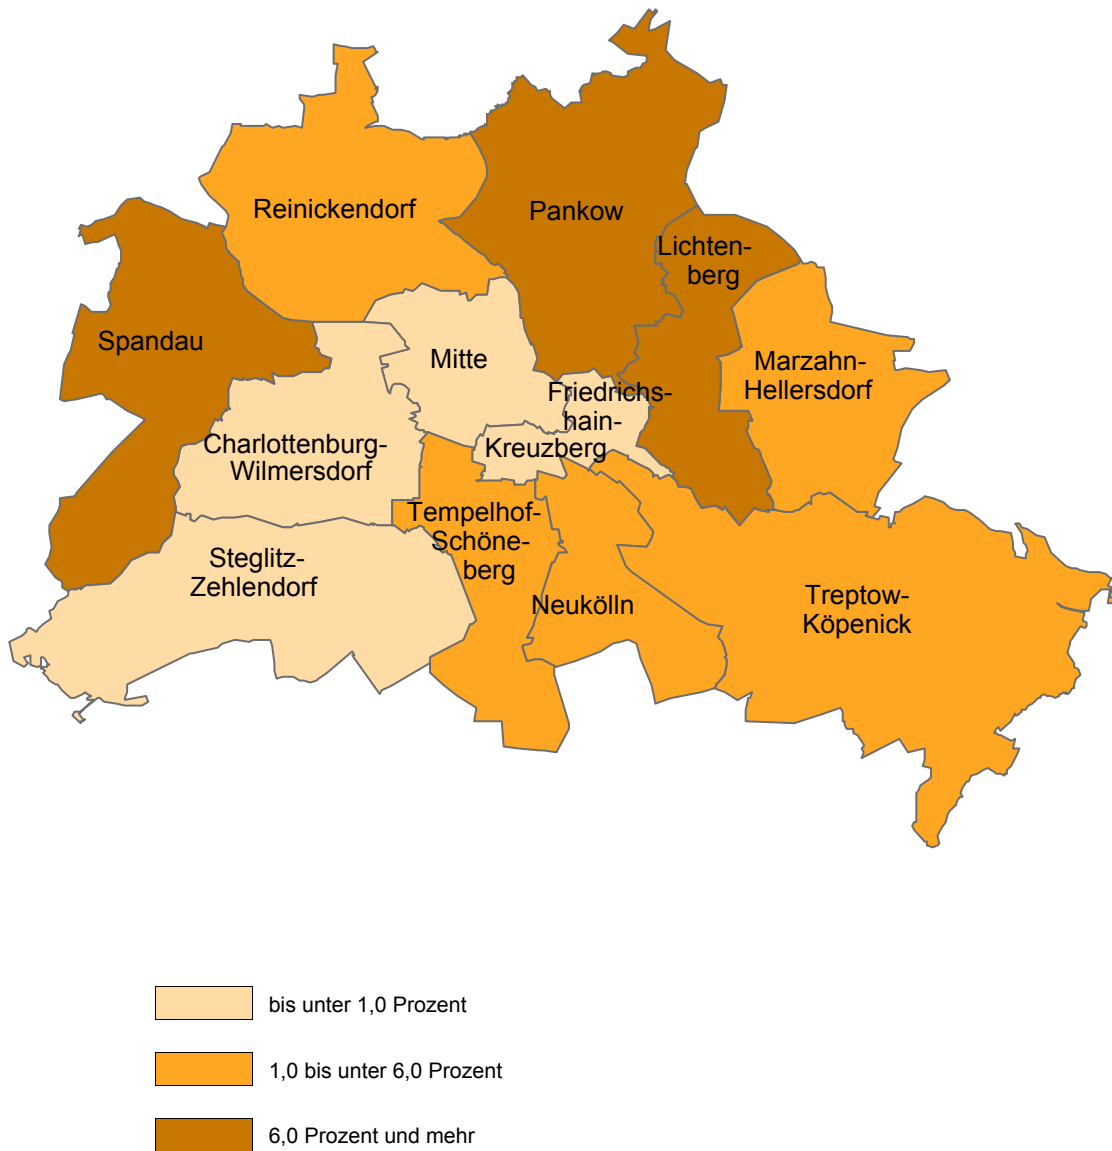 Reinickendorf
Pankow
Lichten-
berg
Spandau
Mitte
Marzahn-
Hellersdorf
Friedrichs-
hain-
Kreuzberg
Charlottenburg-
Wilmersdorf
Tempelhof-
Schöne-
berg
Steglitz-
Zehlendorf
Neukölln
Treptow-
Köpenick
bis unter 1,0 Prozent
1,0 bis unter 6,0 Prozent
6,0 Prozent und mehr